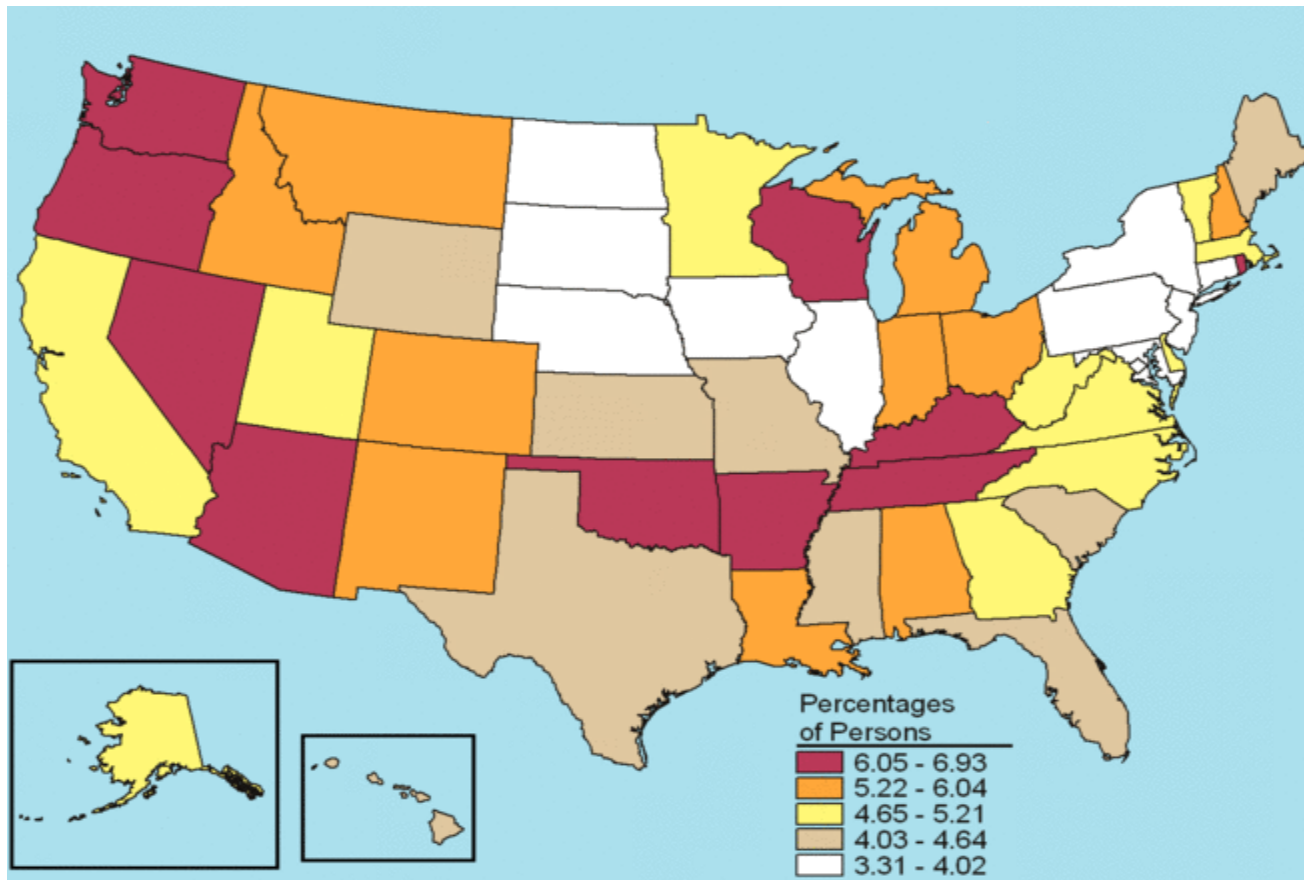 Percentages
of Persons
6.05 - 6.93
5.22 - 6.04
4.65 - 5.21
4.03 - 4.64
3.31 - 4.02